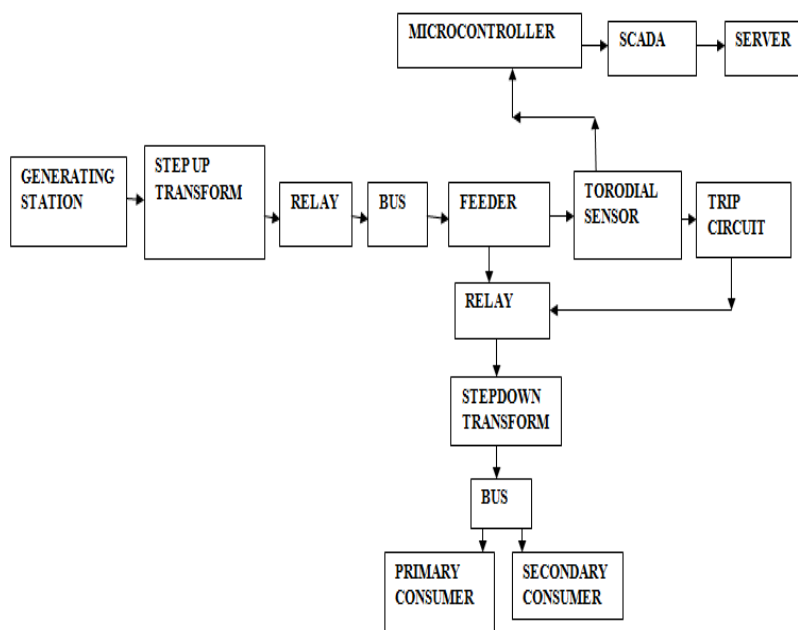 MICROCONTROLLER
SCADA
SERVER
GENERATING
STATION
STEP UP
TRANSFORM
RELAY
BUS
FEEDER
TORODIAL
SENSOR
TRIP
CIRCUIT
RELAY
STEPDOWN
TRANSFORM
BUS
PRIMARY
CONSUMER
SECONDARY
CONSUMER